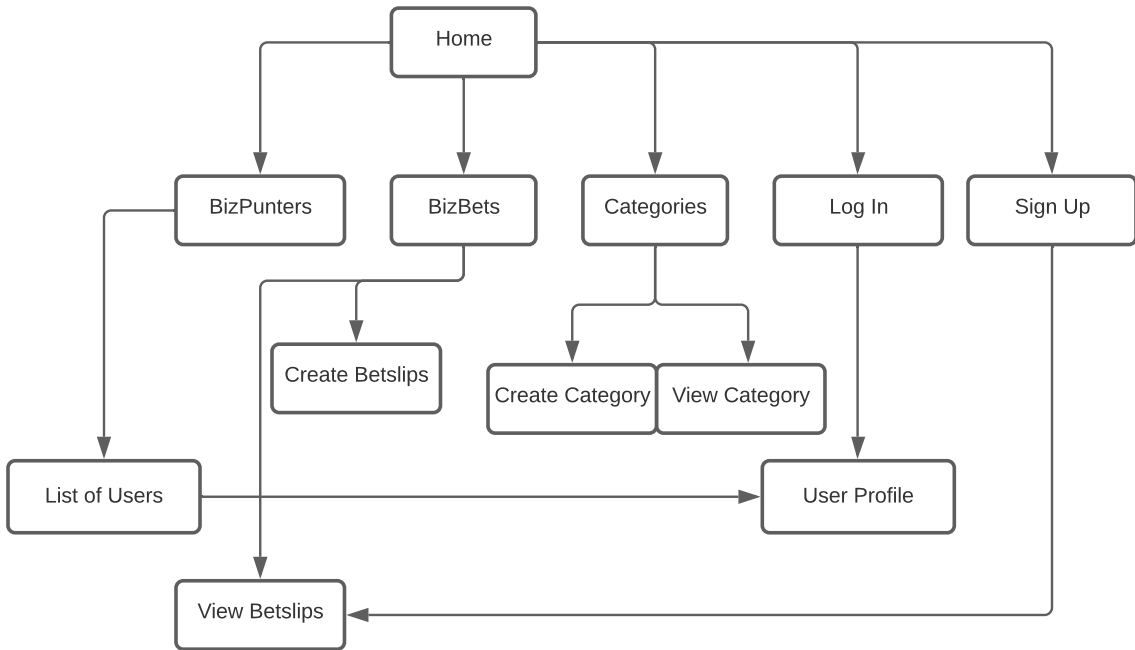 Home
BizPunters
BizBets
Categories
Log In
Sign Up
Create Betslips
Create Category
View Category
List of Users
User Profile
View Betslips